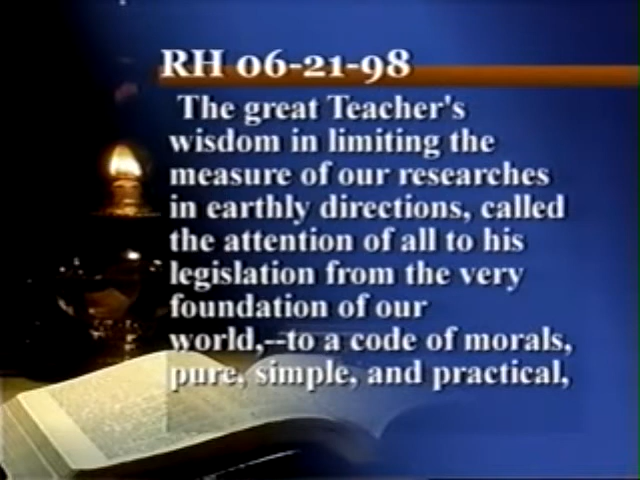 RH 06-21-98
The great Teacher's
wisdom in limiting the
measure of our researches
in earthly directions, called
the attention of all to his
legislation from the very
foundation of our
world,--to a code of morals,
pure, simple, and practical,